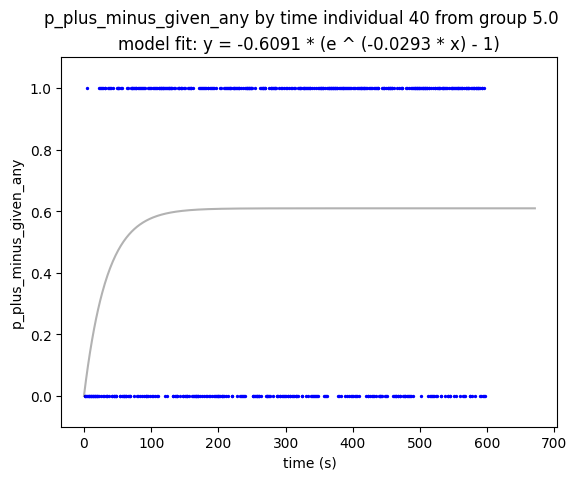 p_plus_minus_given_any by time individual 40 from group 5.0
model fit: y = -0.6091 * (e ^ (-0.0293 * x) - 1)
1.0
0.8
0.6
0.4
0.2
0.0
p_plus_minus_given_any
0 100 200 300 400 500 600 700
time (s)